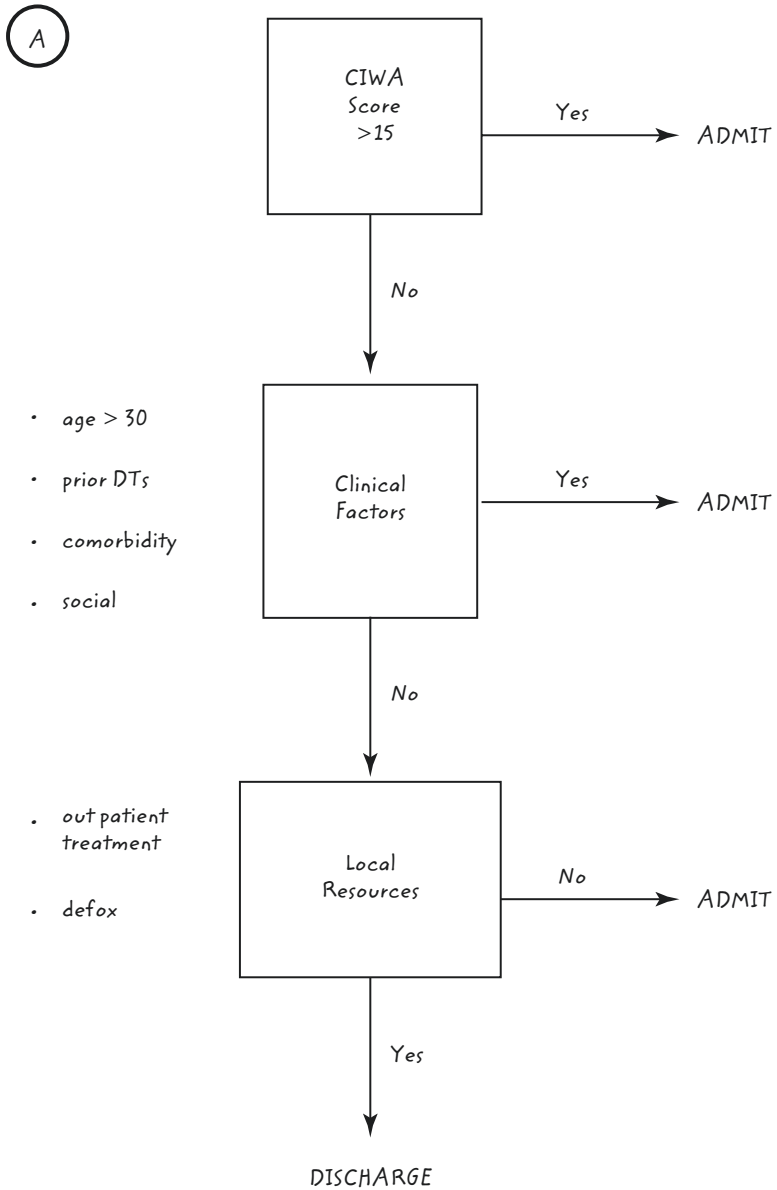 A
CIWA
Score
>15
Yes
ADMIT
No
• age > 30
• prior DTs
• comorbidity
• social
Clinical
Factors
Yes
ADMIT
No
• out patient
treatment
• defox
Local
Resources
No
ADMIT
Yes
DISCHARGE